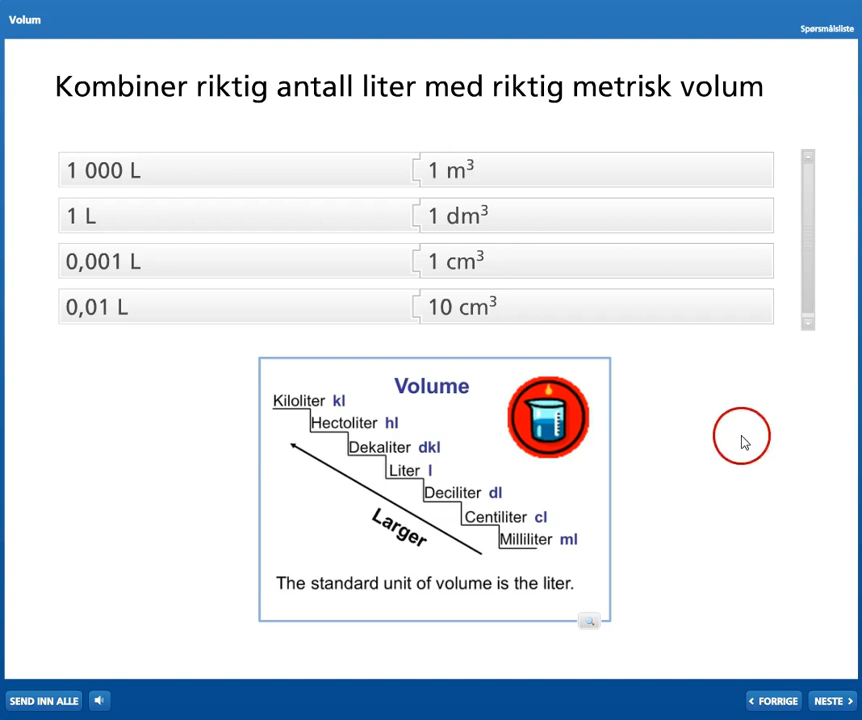 Volum
Spørsmålsliste
Kombiner riktig antall liter med riktig metrisk volum
1 000 L 1 m³
1 L 1 dm³
0,001 L 1 cm³
0,01 L 10 cm³
Volume
Kiloliter kl
Hectoliter hl
Dekaliter dkl
Liter l
Deciliter dl
Centiliter cl
Milliliter ml
Larger
The standard unit of volume is the liter.
SEND INN ALLE
FORRIGE
NESTE